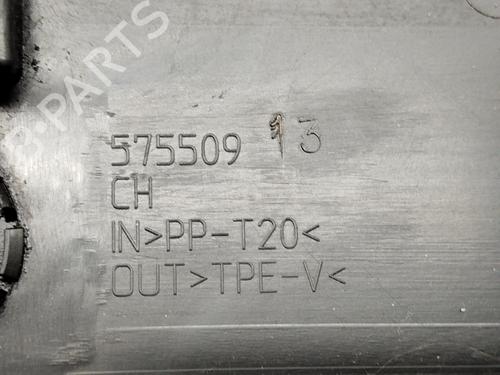 B-PARTS
575509 13
CH
IN>PP-T20<
OUT>TPE-V<